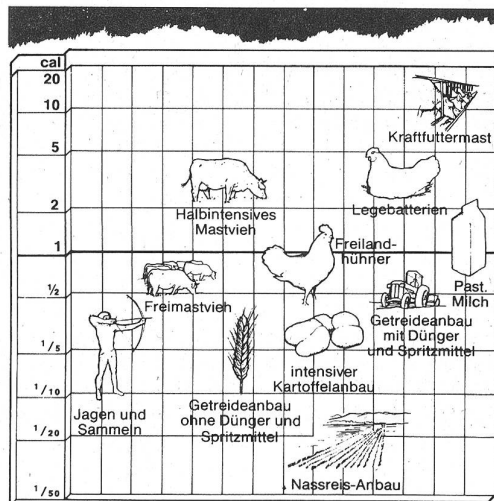 cal
20
10
5
2
1
1/2
1/5
1/10
1/20
1/50
Kraftfuttermast
Halbintensives
Mastvieh
Legebatterien
Freiland-
hühner
Past.
Milch
Freimastvieh
Getreideanbau
mit Dünger
und Spritzmittel
intensiver
Kartoffelanbau
Jagen und
Sammeln
Getreideanbau
ohne Dünger und
Spritzmittel
Nassreis-Anbau